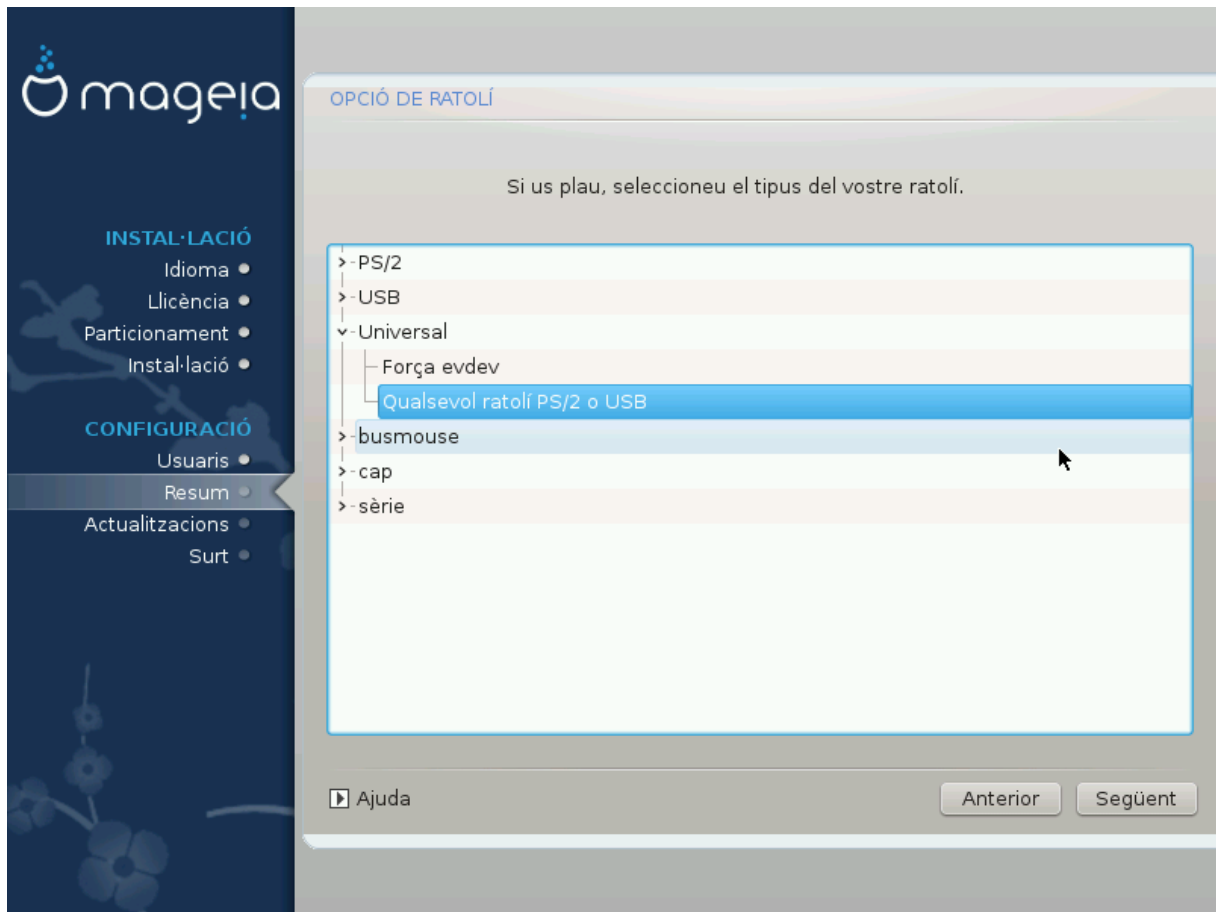 mageia
INSTAL·LACIÓ
Idioma
Llicència
Particionament
Instal·lació
CONFIGURACIÓ
Usuaris
Resum
Actualitzacions
Surt
OPCIÓ DE RATOLÍ
Si us plau, seleccioneu el tipus del vostre ratolí.
PS/2
USB
Universal
Força evdev
Qualsevol ratolí PS/2 o USB
busmouse
cap
sèrie
Ajuda
Anterior
Següent